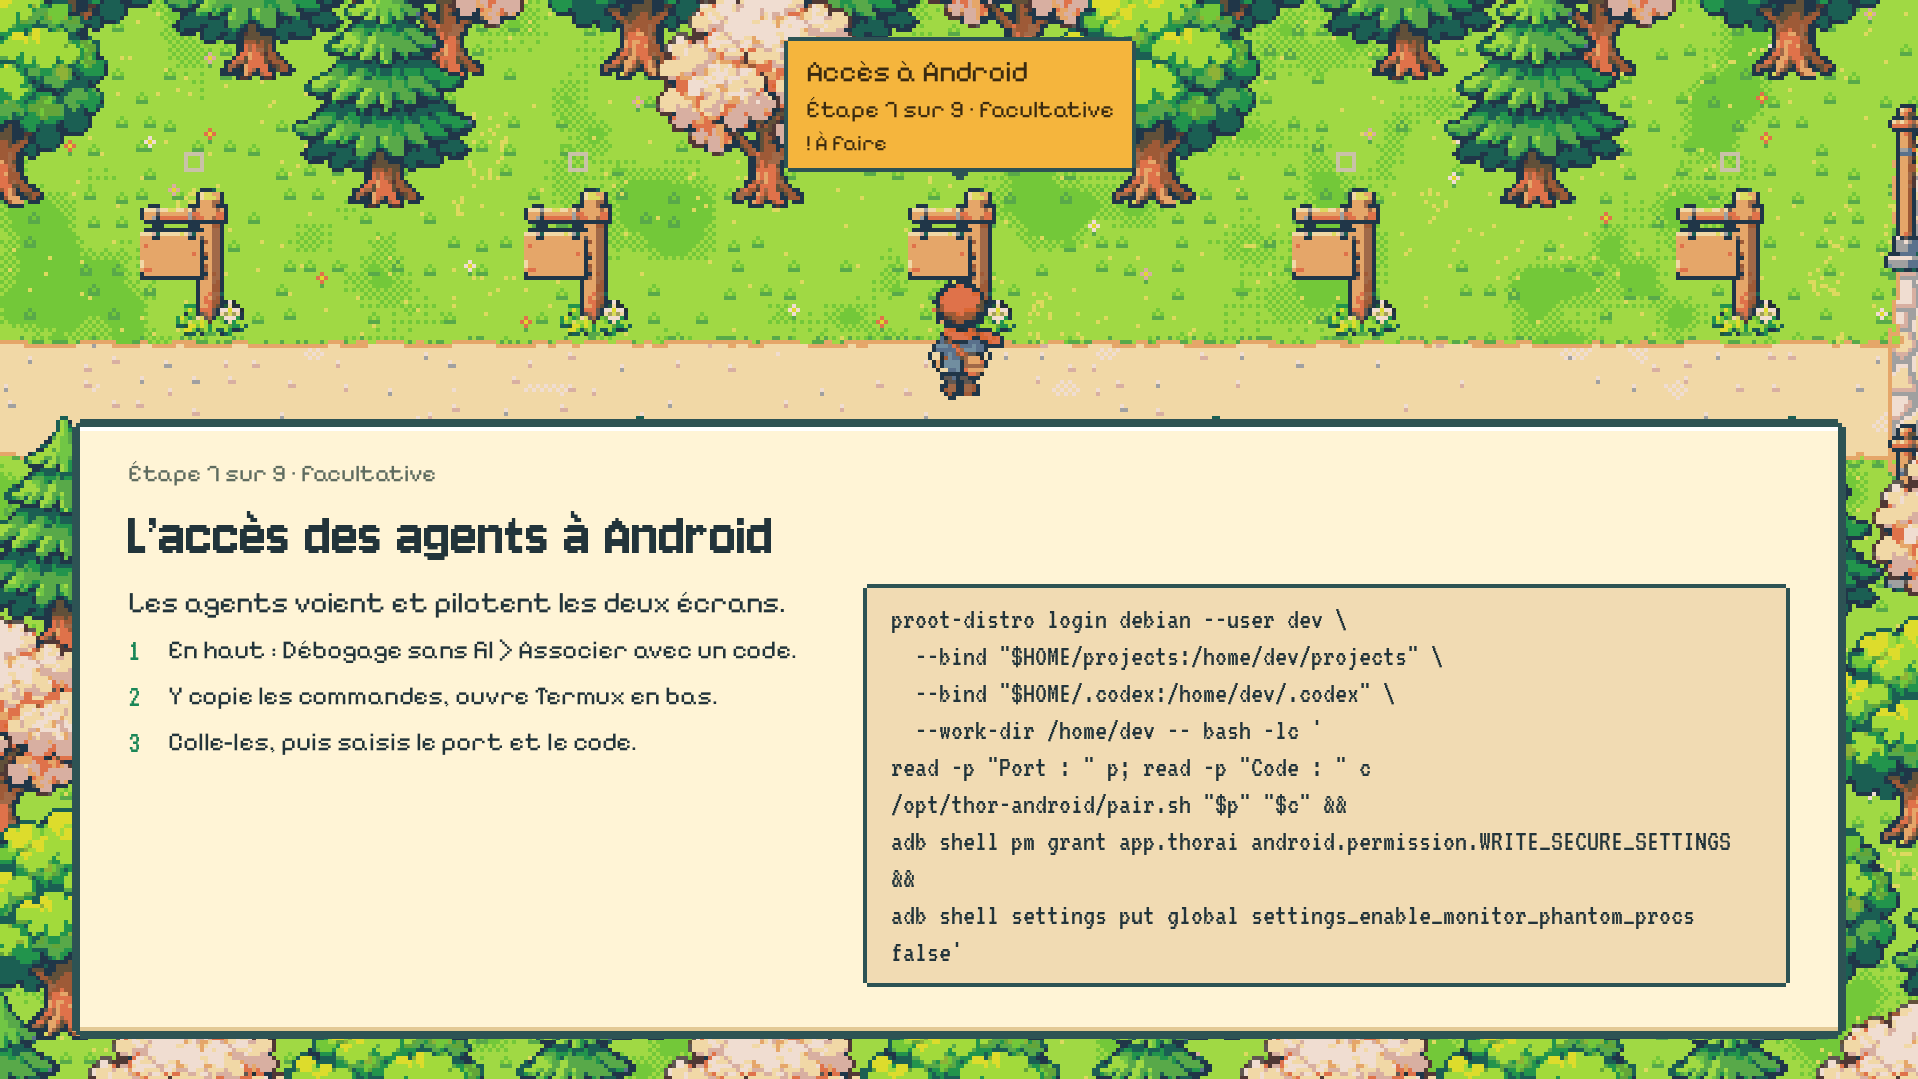 Accès à Android
Étape 7 sur 9 · Facultative
! À faire
Étape 7 sur 9 · Facultative
L'accès des agents à Android
Les agents voient et pilotent les deux écrans.
1 En haut : Débogage sans fil > Associer avec un code.
2 Y copie les commandes, ouvre Termux en bas.
3 Colle-les, puis saisis le port et le code.
proot-distro login debian --user dev \
--bind "$HOME/projects:/home/dev/projects" \
--bind "$HOME/.codex:/home/dev/.codex" \
--work-dir /home/dev -- bash -lc '
read -p "Port : " p; read -p "Code : " c
/opt/thor-android/pair.sh "$p" "$c" &&
adb shell pm grant app.thorai android.permission.WRITE_SECURE_SETTINGS
&&
adb shell settings put global settings_enable_monitor_phantom_procs
false'